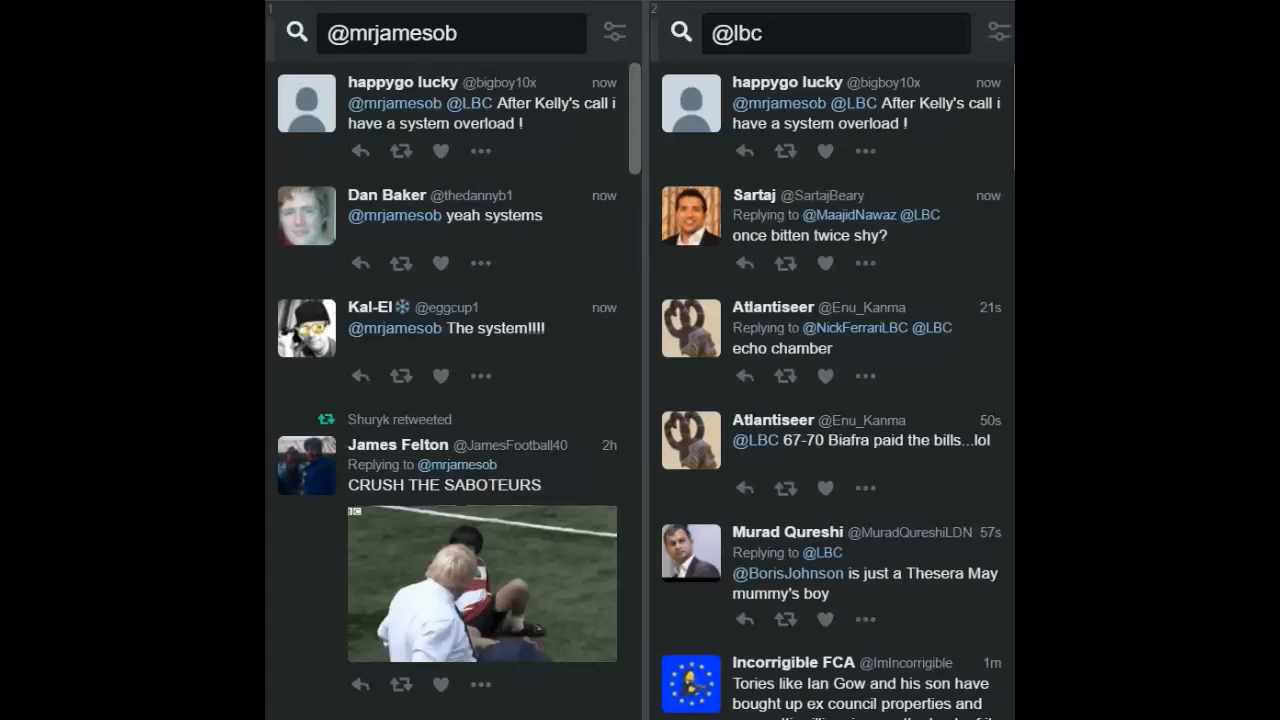 1
@mrjamesob
happygo lucky @bigboy10x now
@mrjamesob @LBC After Kelly's call i
have a system overload !
Dan Baker @thedannyb1 now
@mrjamesob yeah systems
Kal-El❄ @eggcup1 now
@mrjamesob The system!!!!
Shuryk retweeted
James Felton @JamesFootball40 2h
Replying to @mrjamesob
CRUSH THE SABOTEURS
BBC
2
@lbc
happygo lucky @bigboy10x now
@mrjamesob @LBC After Kelly's call i
have a system overload !
Sartaj @SartajBeary now
Replying to @MaajidNawaz @LBC
once bitten twice shy?
Atlantiseer @Enu_Kanma 21s
Replying to @NickFerrariLBC @LBC
echo chamber
Atlantiseer @Enu_Kanma 50s
@LBC 67-70 Biafra paid the bills...lol
Murad Qureshi @MuradQureshiLDN 57s
Replying to @LBC
@BorisJohnson is just a Thesera May
mummy's boy
Incorrigible FCA @ImIncorrigible 1m
Tories like Ian Gow and his son have
bought up ex council properties and